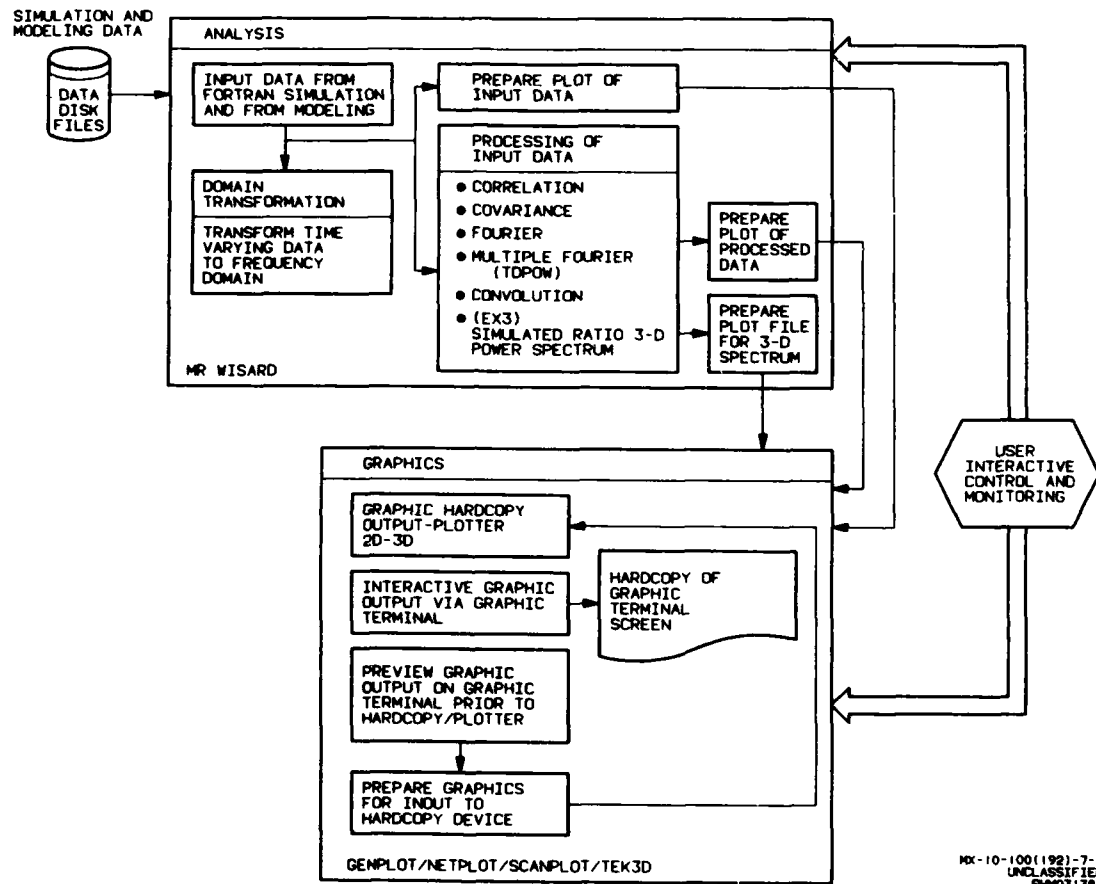 SIMULATION AND
MODELING DATA
DATA
DISK
FILES
ANALYSIS
INPUT DATA FROM
FORTRAN SIMULATION
AND FROM MODELING
PREPARE PLOT OF
INPUT DATA
DOMAIN
TRANSFORMATION
TRANSFORM TIME
VARYING DATA
TO FREQUENCY
DOMAIN
PROCESSING OF
INPUT DATA
● CORRELATION
● COVARIANCE
● FOURIER
● MULTIPLE FOURIER
(TDPOW)
● CONVOLUTION
● (EX3)
SIMULATED RATIO 3-D
POWER SPECTRUM
PREPARE
PLOT OF
PROCESSED
DATA
PREPARE
PLOT FILE
FOR 3-D
SPECTRUM
MR WISARD
USER
INTERACTIVE
CONTROL AND
MONITORING
GRAPHICS
GRAPHIC HARDCOPY
OUTPUT-PLOTTER
2D-3D
INTERACTIVE GRAPHIC
OUTPUT VIA GRAPHIC
TERMINAL
HARDCOPY OF
GRAPHIC
TERMINAL
SCREEN
PREVIEW GRAPHIC
OUTPUT ON GRAPHIC
TERMINAL PRIOR TO
HARDCOPY/PLOTTER
PREPARE GRAPHICS
FOR INOUT TO
HARDCOPY DEVICE
GENPLOT/NETPLOT/SCANPLOT/TEK3D
MX-10-100(192)-7-
UNCLASSIFIE